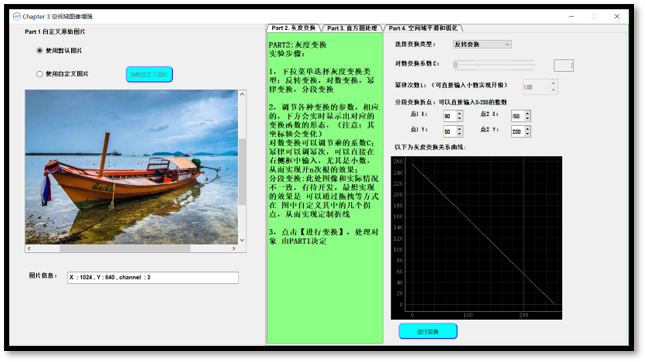 Chapter 3 空间域图像增强
Part 1 自定义原始图片
使用默认图片
使用自定义图片
图片信息：
X : 1024 , Y : 640 , channel : 3
Part 2. 灰度变换
Part 3. 直方图处理
Part 4. 空间域平滑和锐化
PART2:灰度变换
实验步骤：
1，下拉菜单选择灰度变换类
型：反转变换，对数变换，幂
律变换，分段变换
2，调节各种变换的参数，相应
的，下方会实时显示出对应的
变换函数的形态，（注意：其
坐标轴会变化）
对数变换可以调节乘的系数C；
幂律可以调幂次，可以直接在
右侧框中输入，尤其是小数，
从而实现开n次根的效果；
分段变换:此处图像和实际情况
不一致，有待开发，最想实现
的效果是 可以通过拖拽等方式
在 图中自定义其中的几个拐
点，从而实现定制折线
3，点击【进行变换】，处理对
象 由PART1决定
选择变换类型：
反转变换
对数变换系数C：
幂律次数L：（可直接输入小数实现开根）
1.00
分段变换折点：可以直接输入0-255的整数
点1 X：
80
点2 X：
150
点1 Y：
50
点2 Y：
200
以下为灰度变换关系曲线：
260
240
220
200
180
160
140
120
100
80
60
40
20
0
0
100
200
进行变换